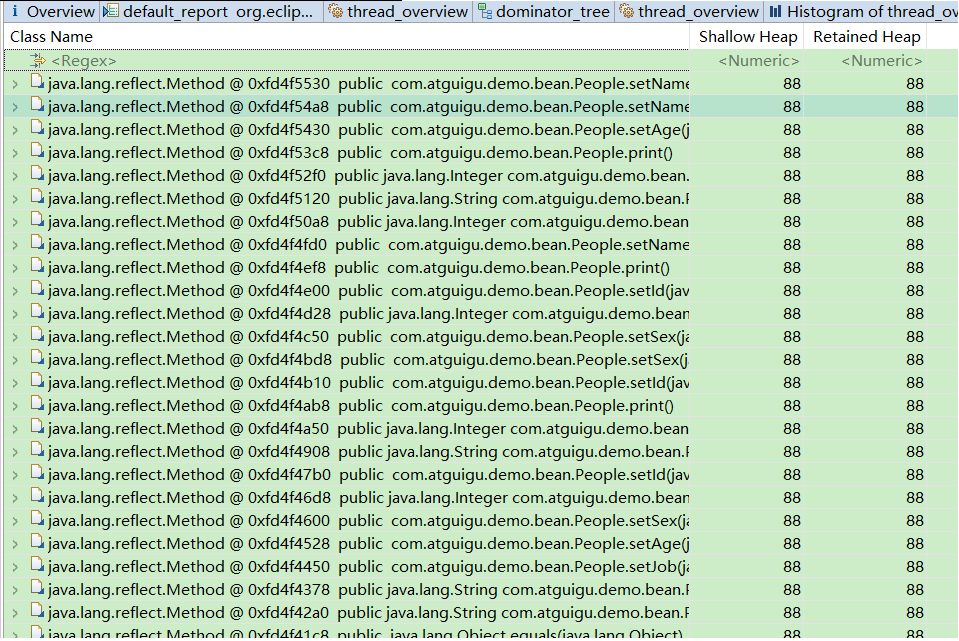 i Overview default_report org.eclip... thread_overview dominator_tree thread_overview Histogram of thread_ov
Class Name Shallow Heap Retained Heap
<Regex> <Numeric> <Numeric>
java.lang.reflect.Method @ 0xfd4f5530 public com.atguigu.demo.bean.People.setName 88 88
java.lang.reflect.Method @ 0xfd4f54a8 public com.atguigu.demo.bean.People.setName 88 88
java.lang.reflect.Method @ 0xfd4f5430 public com.atguigu.demo.bean.People.setAge(j 88 88
java.lang.reflect.Method @ 0xfd4f53c8 public com.atguigu.demo.bean.People.print() 88 88
java.lang.reflect.Method @ 0xfd4f52f0 public java.lang.Integer com.atguigu.demo.bean. 88 88
java.lang.reflect.Method @ 0xfd4f5120 public java.lang.String com.atguigu.demo.bean.P 88 88
java.lang.reflect.Method @ 0xfd4f50a8 public java.lang.Integer com.atguigu.demo.bean 88 88
java.lang.reflect.Method @ 0xfd4f4fd0 public com.atguigu.demo.bean.People.setName 88 88
java.lang.reflect.Method @ 0xfd4f4ef8 public com.atguigu.demo.bean.People.print() 88 88
java.lang.reflect.Method @ 0xfd4f4e00 public com.atguigu.demo.bean.People.setId(jav 88 88
java.lang.reflect.Method @ 0xfd4f4d28 public java.lang.Integer com.atguigu.demo.bean 88 88
java.lang.reflect.Method @ 0xfd4f4c50 public com.atguigu.demo.bean.People.setSex(ja 88 88
java.lang.reflect.Method @ 0xfd4f4bd8 public com.atguigu.demo.bean.People.setSex(j 88 88
java.lang.reflect.Method @ 0xfd4f4b10 public com.atguigu.demo.bean.People.setId(jav 88 88
java.lang.reflect.Method @ 0xfd4f4ab8 public com.atguigu.demo.bean.People.print() 88 88
java.lang.reflect.Method @ 0xfd4f4a50 public java.lang.Integer com.atguigu.demo.bean 88 88
java.lang.reflect.Method @ 0xfd4f4908 public java.lang.String com.atguigu.demo.bean.P 88 88
java.lang.reflect.Method @ 0xfd4f47b0 public com.atguigu.demo.bean.People.setId(jav 88 88
java.lang.reflect.Method @ 0xfd4f46d8 public java.lang.Integer com.atguigu.demo.bean 88 88
java.lang.reflect.Method @ 0xfd4f4600 public com.atguigu.demo.bean.People.setSex(ja 88 88
java.lang.reflect.Method @ 0xfd4f4528 public com.atguigu.demo.bean.People.setAge(j 88 88
java.lang.reflect.Method @ 0xfd4f4450 public com.atguigu.demo.bean.People.setJob(ja 88 88
java.lang.reflect.Method @ 0xfd4f4378 public java.lang.String com.atguigu.demo.bean.P 88 88
java.lang.reflect.Method @ 0xfd4f42a0 public java.lang.String com.atguigu.demo.bean.P 88 88
java.lang.reflect.Method @ 0xfd4f41c8 public java.lang.Object.equals(java.lang.Object) 88 88